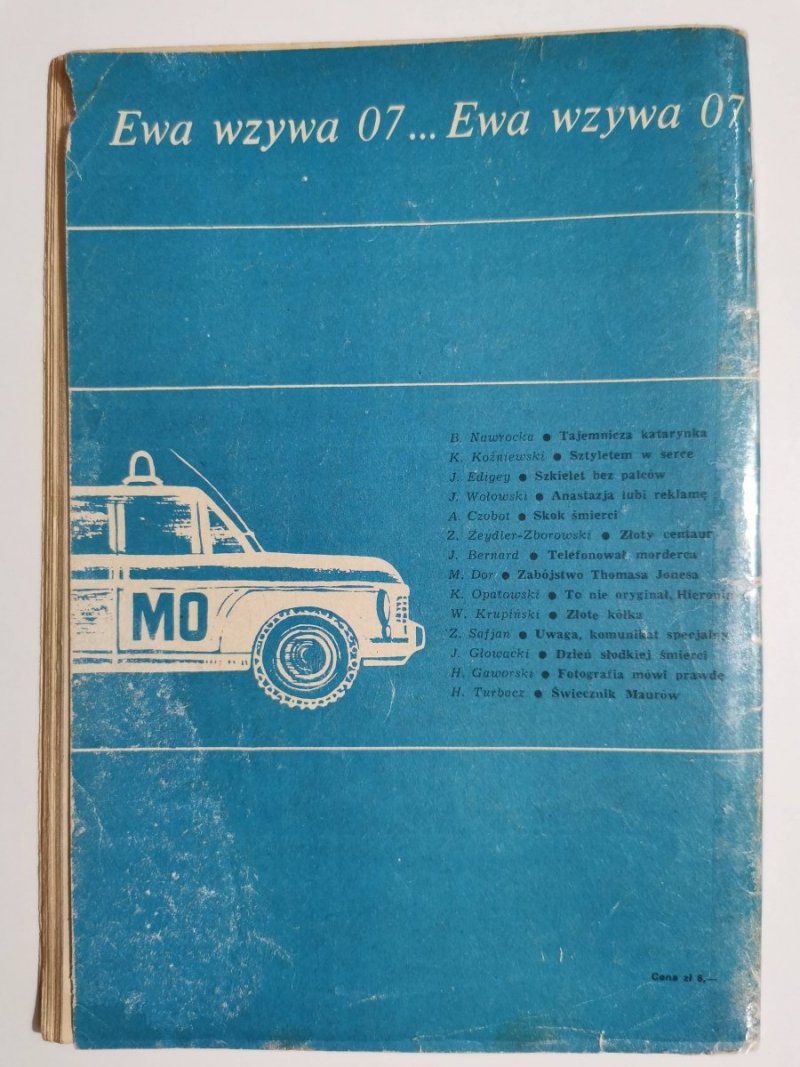 Ewa wzywa 07... Ewa wzywa 07
B. Nawrocka ● Tajemnicza katarynka
K. Koźniewski ● Sztyletem w serce
J. Edigey ● Szkielet bez palców
J. Wołowski ● Anastazja lubi reklamę
A. Czobot ● Skok śmierci
Z. Zeydler-Zborowski ● Złoty centaur
J. Bernard ● Telefonował morderca
M. Dor ● Zabójstwo Thomasa Jonesa
K. Opatowski ● To nie oryginał,
W. Krupiński ● Złote kółka
Z. Safjan ● Uwaga, komunikat specjalny
J. Głowacki ● Dzień słodkiej śmierci
H. Gaworski ● Fotografia mówi prawdę
H. Turbacz ● Świecznik Maurów
MO
Cena zł 8,—